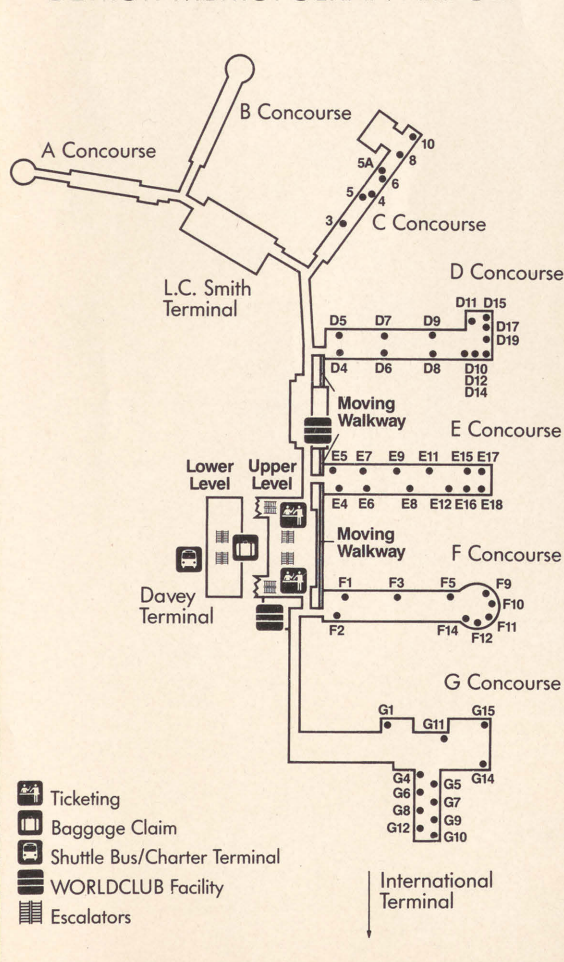 B Concourse
A Concourse
10
8
5A
6
5
4
3
C Concourse
L.C. Smith
Terminal
D Concourse
D11 D15
D5 D7 D9
D17
D19
D4 D6 D8 D10
D12
D14
Moving
Walkway
E Concourse
E5 E7 E9 E11 E15 E17
E4 E6 E8 E12 E16 E18
Lower
Level
Upper
Level
Moving
Walkway
F Concourse
Davey
Terminal
F1 F3 F5 F9
F10
F11
F2 F14 F12
G Concourse
G1 G11 G15
G14
G4 G5
G6 G7
G8 G9
G12 G10
Ticketing
Baggage Claim
Shuttle Bus/Charter Terminal
WORLDCLUB Facility
Escalators
International
Terminal